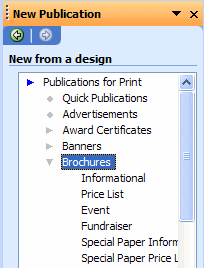 New Publication
New from a design
Publications for Print
Quick Publications
Advertisements
Award Certificates
Banners
Brochures
Informational
Price List
Event
Fundraiser
Special Paper Inform
Special Paper Price L